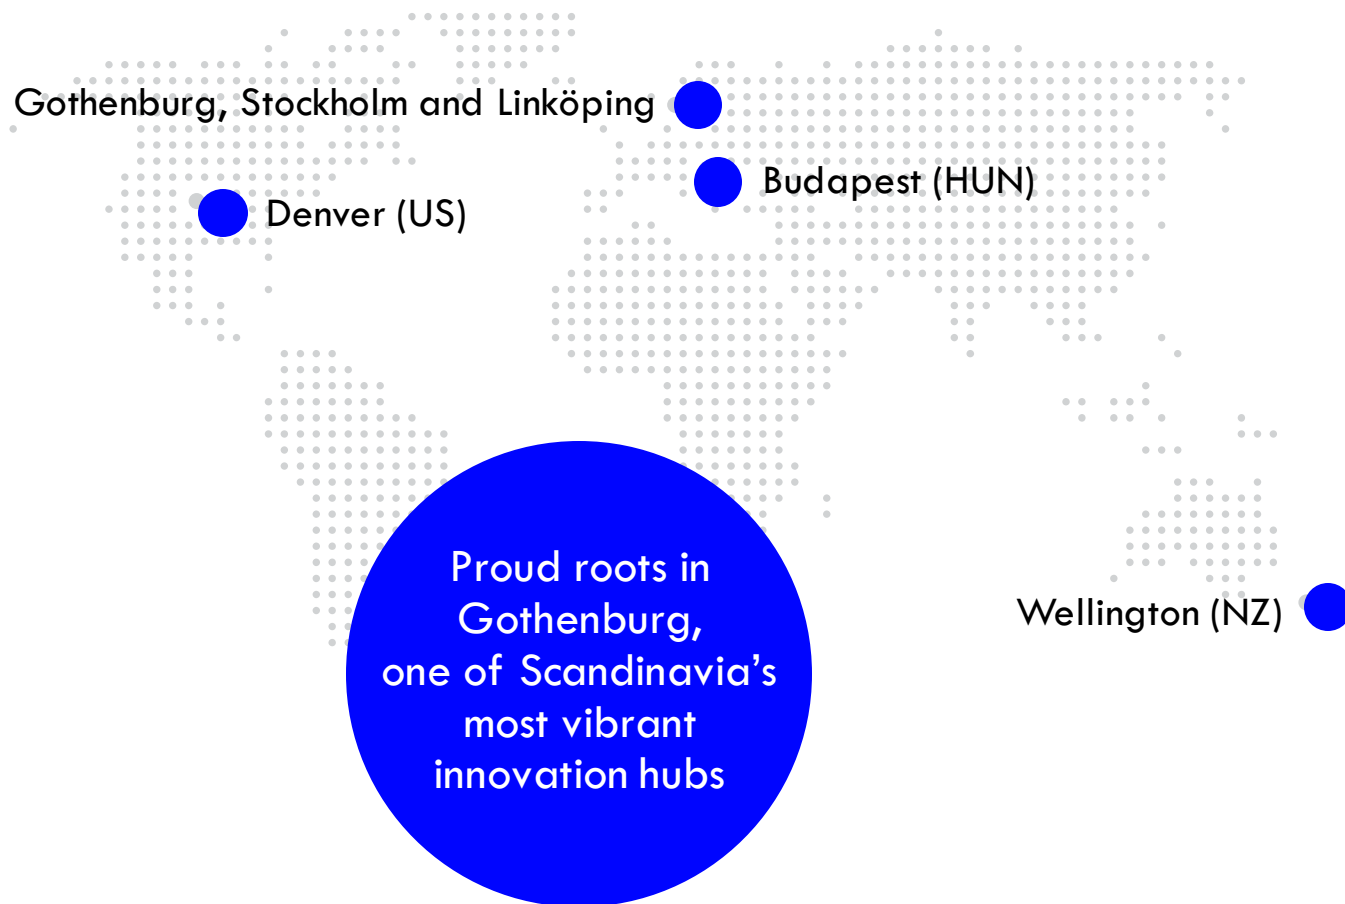 Gothenburg, Stockholm and Linköping
Budapest (HUN)
Denver (US)
Proud roots in
Gothenburg,
one of Scandinavia’s
most vibrant
innovation hubs
Wellington (NZ)